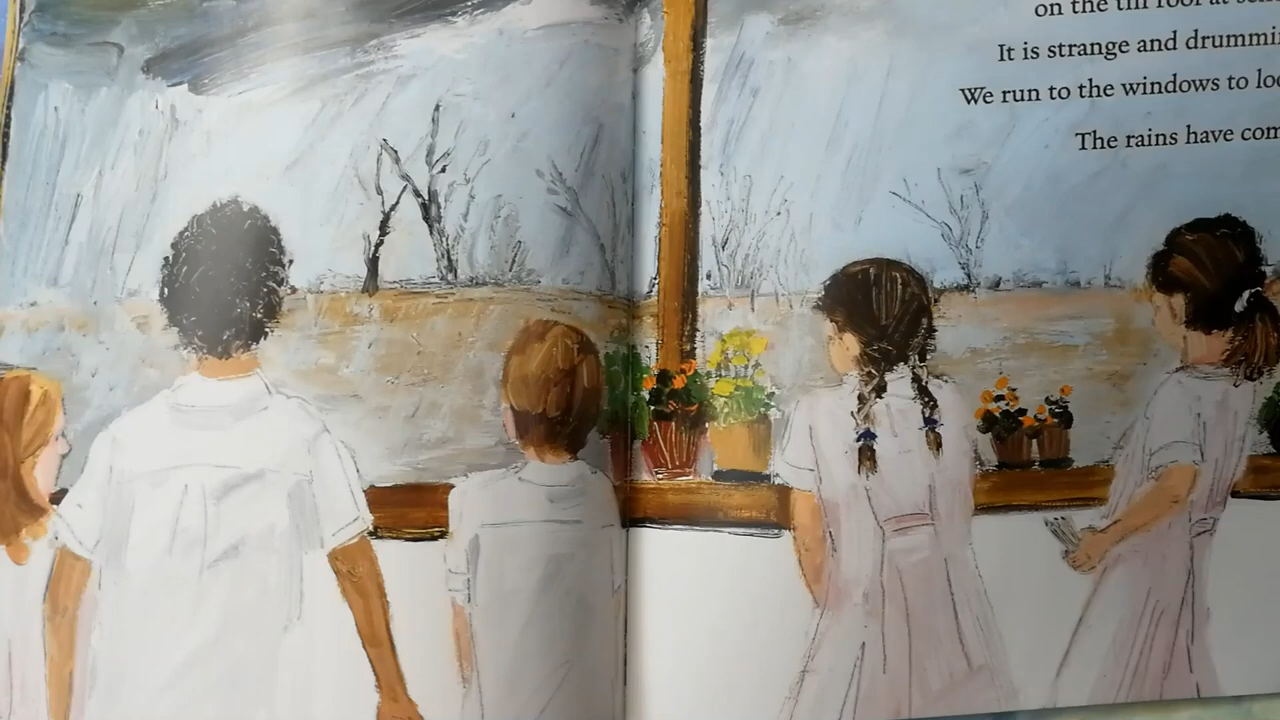 on the tin roof at
It is strange and
We run to the windows to
The rains have